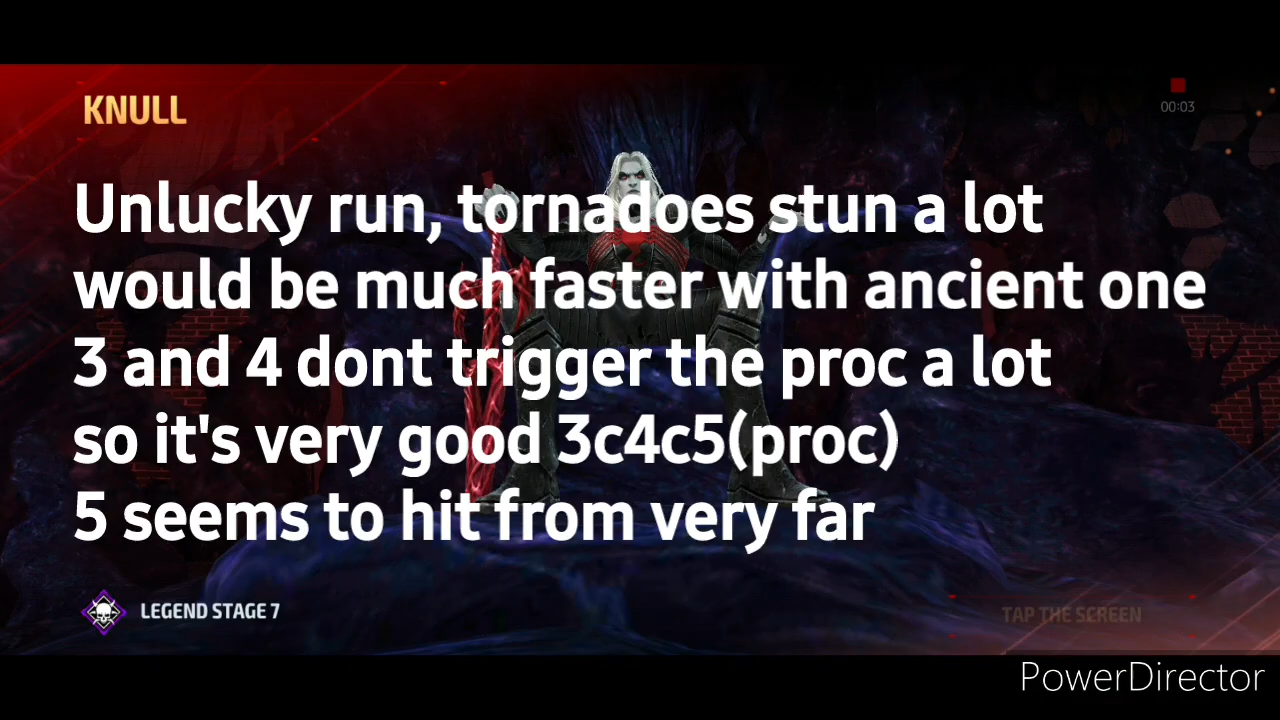 KNULL
00:03
Unlucky run, tornadoes stun a lot
would be much faster with ancient one
3 and 4 dont trigger the proc a lot
so it's very good 3c4c5(proc)
5 seems to hit from very far
LEGEND STAGE 7
TAP THE SCREEN
PowerDirector